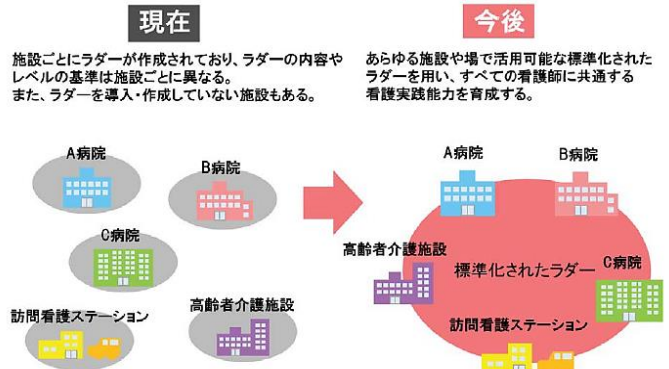 現在
施設ごとにラダーが作成されており、ラダーの内容や
レベルの基準は施設ごとに異なる。
また、ラダーを導入・作成していない施設もある。
A病院
B病院
C病院
訪問看護ステーション
高齢者介護施設
今後
あらゆる施設や場で活用可能な標準化された
ラダーを用い、すべての看護師に共通する
看護実践能力を育成する。
A病院
B病院
高齢者介護施設
標準化されたラダー
C病院
訪問看護ステーション